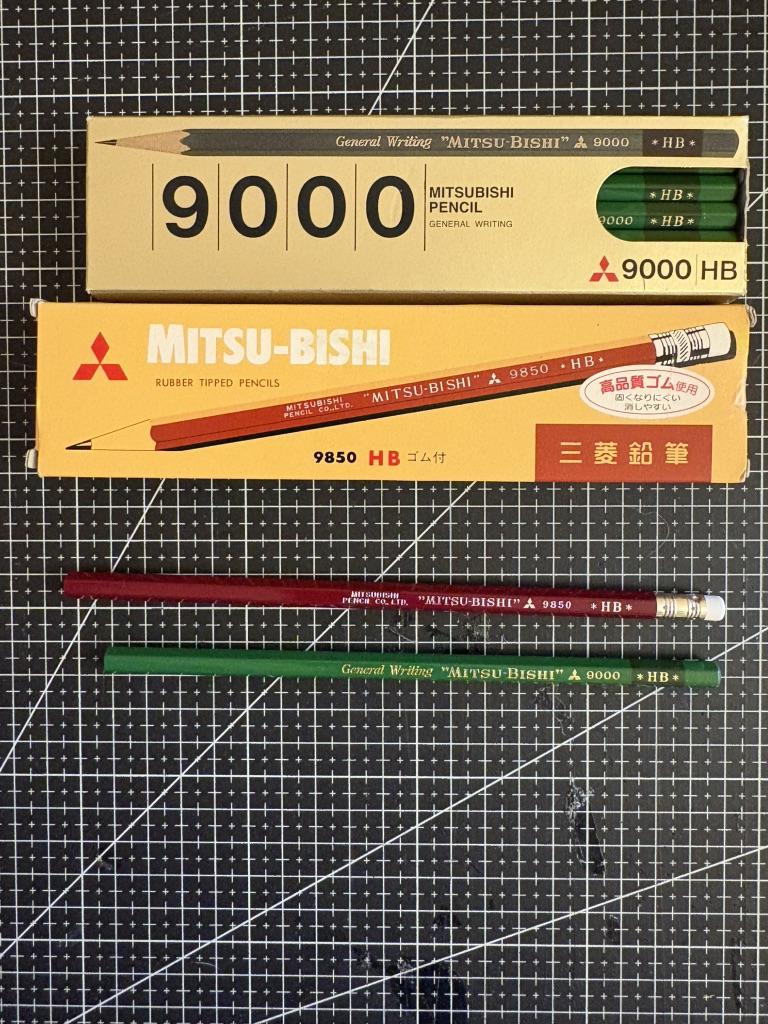 General Writing "MITSU-BISHI" 9000 *HB*
9000
MITSUBISHI
PENCIL
GENERAL WRITING
*HB*
9000 *HB*
9000 HB
MITSU-BISHI
RUBBER TIPPED PENCILS
MITSUBISHI
PENCIL CO.,LTD. "MITSU-BISHI" 9850 ·HB·
高品質ゴム使用
固くなりにくい
消しやすい
9850 HB ゴム付
三菱鉛筆
MITSUBISHI
PENCIL CO., LTD. "MITSU-BISHI" 9850 *HB*
General Writing "MITSU-BISHI" 9000 *HB*